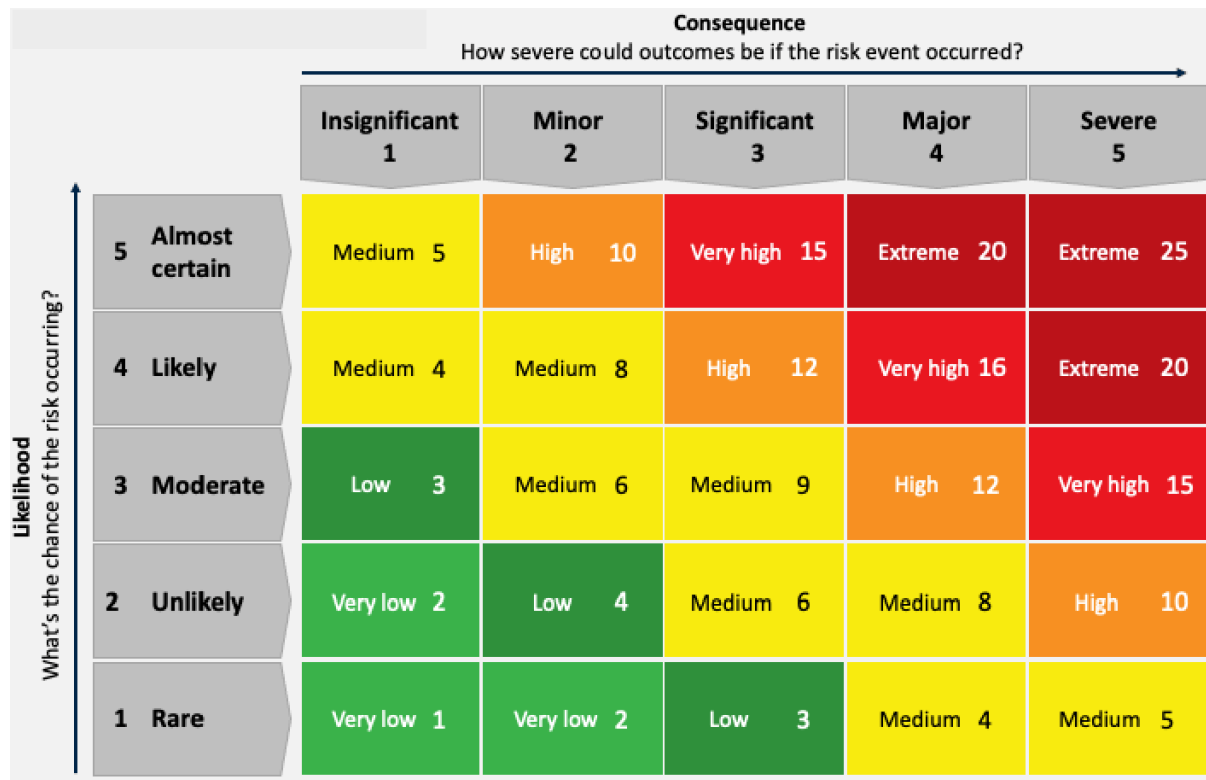 Consequence
How severe could outcomes be if the risk event occurred?
Insignificant Minor Significant Major Severe
1 2 3 4 5
Likelihood
What's the chance of the risk occurring?
5 Almost certain Medium 5 High 10 Very high 15 Extreme 20 Extreme 25
4 Likely Medium 4 Medium 8 High 12 Very high 16 Extreme 20
3 Moderate Low 3 Medium 6 Medium 9 High 12 Very high 15
2 Unlikely Very low 2 Low 4 Medium 6 Medium 8 High 10
1 Rare Very low 1 Very low 2 Low 3 Medium 4 Medium 5